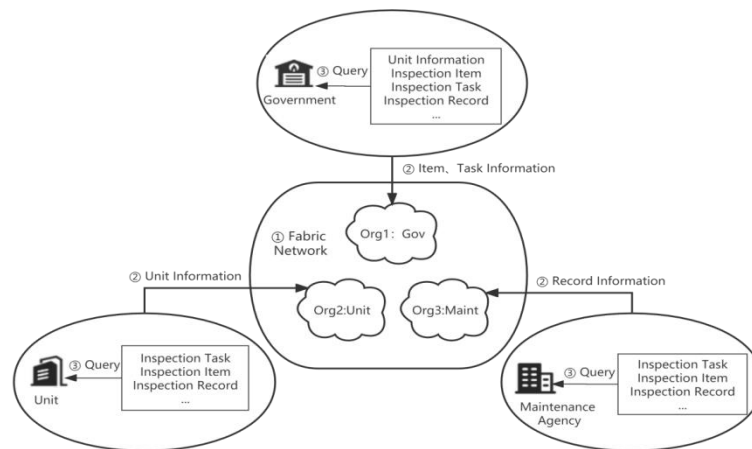 ③ Query
Government
Unit Information
Inspection Item
Inspection Task
Inspection Record
...
② Item、Task Information
① Fabric
Network
Org1：Gov
② Unit Information
② Record Information
Org2:Unit
Org3:Maint
③ Query
Unit
Inspection Task
Inspection Item
Inspection Record
...
③ Query
Maintenance
Agency
Inspection Task
Inspection Item
Inspection Record
...